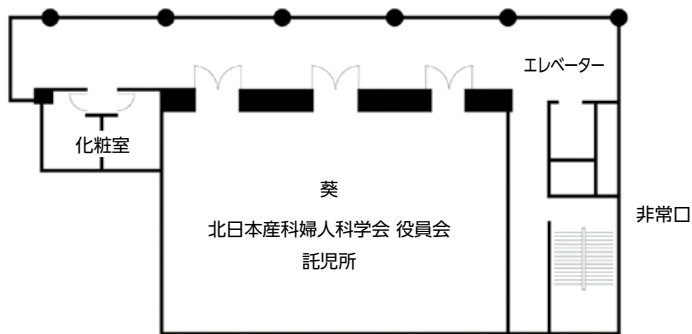 エレベーター
化粧室
葵
北日本産科婦人科学会 役員会
託児所
非常口